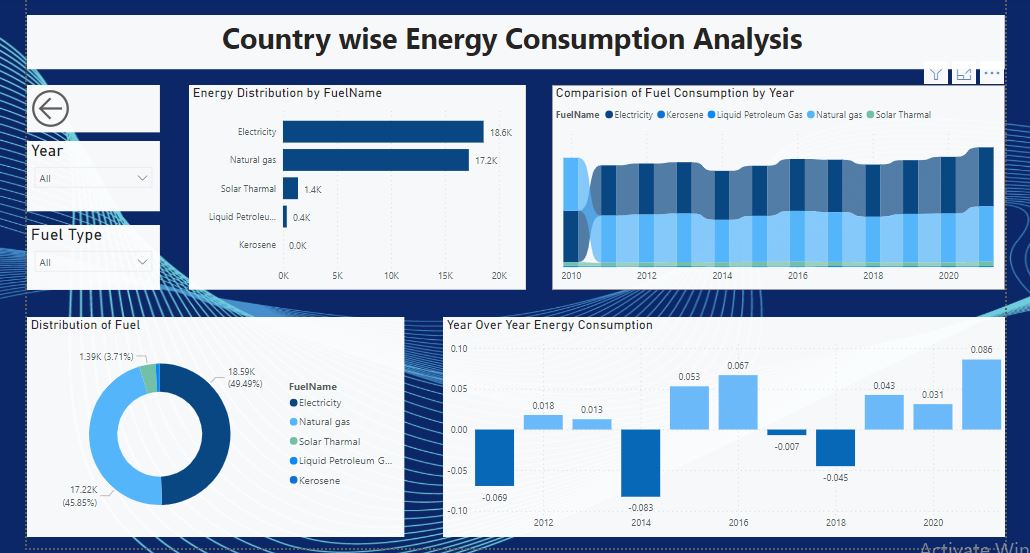 Country wise Energy Consumption Analysis
Year
All
Fuel Type
All
Energy Distribution by FuelName
Electricity 18.6K
Natural gas 17.2K
Solar Tharmal 1.4K
Liquid Petroleu... 0.4K
Kerosene 0.0K
0K 5K 10K 15K 20K
Comparision of Fuel Consumption by Year
FuelName Electricity Kerosene Liquid Petroleum Gas Natural gas Solar Tharmal
2010 2012 2014 2016 2018 2020
Distribution of Fuel
1.39K (3.71%)
18.59K
(49.49%)
17.22K
(45.85%)
FuelName
Electricity
Natural gas
Solar Tharmal
Liquid Petroleum G...
Kerosene
Year Over Year Energy Consumption
0.10
0.05
0.00
-0.05
-0.10
-0.069
0.018
0.013
-0.083
0.053
0.067
-0.007
-0.045
0.043
0.031
0.086
2012 2014 2016 2018 2020
Activate Win